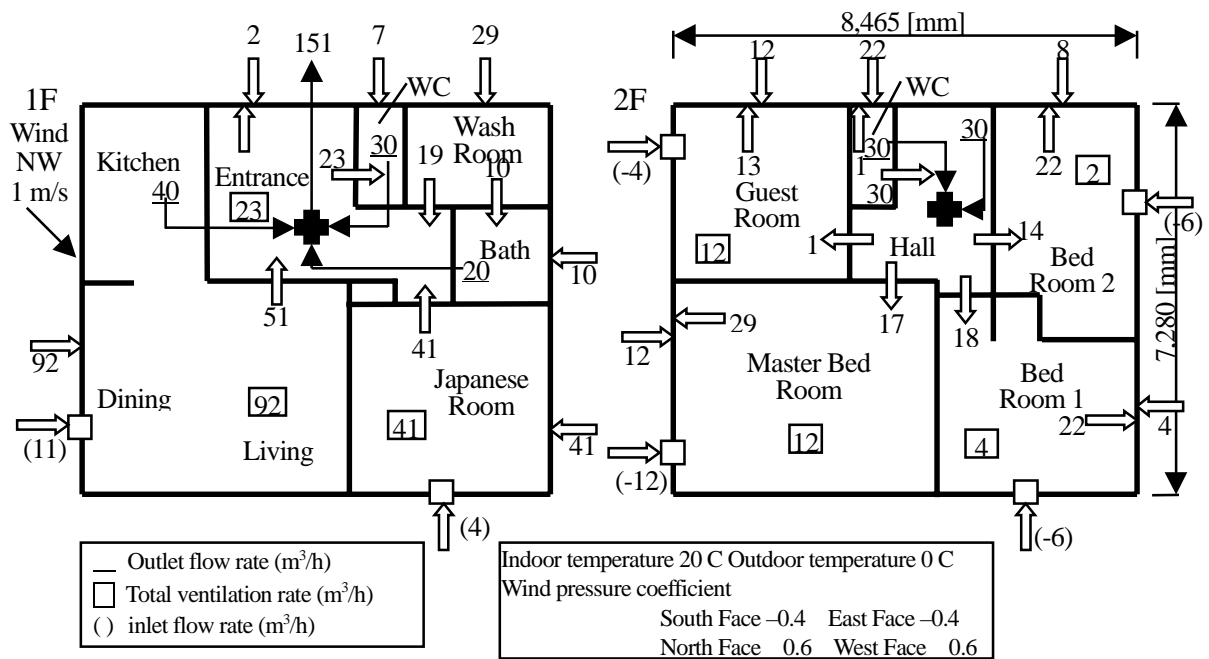 2
151
7
29
WC
1F
Wind
NW
1 m/s
Kitchen
40
Entrance
23
23
30
19
Wash
Room
10
Bath
20
10
51
41
92
Dining
92
Living
(11)
Japanese
Room
41
41
(4)
8,465 [mm]
12
22
8
WC
2F
(-4)
13
Guest
Room
12
1
30
30
30
22
2
(-6)
1
Hall
14
Bed
Room 2
7,280 [mm]
29
12
17
18
Master Bed
Room
12
Bed
Room 1
22
4
4
(-12)
(-6)
Outlet flow rate (m³/h)
Total ventilation rate (m³/h)
( ) inlet flow rate (m³/h)
Indoor temperature 20 C Outdoor temperature 0 C
Wind pressure coefficient
South Face –0.4 East Face –0.4
North Face 0.6 West Face 0.6